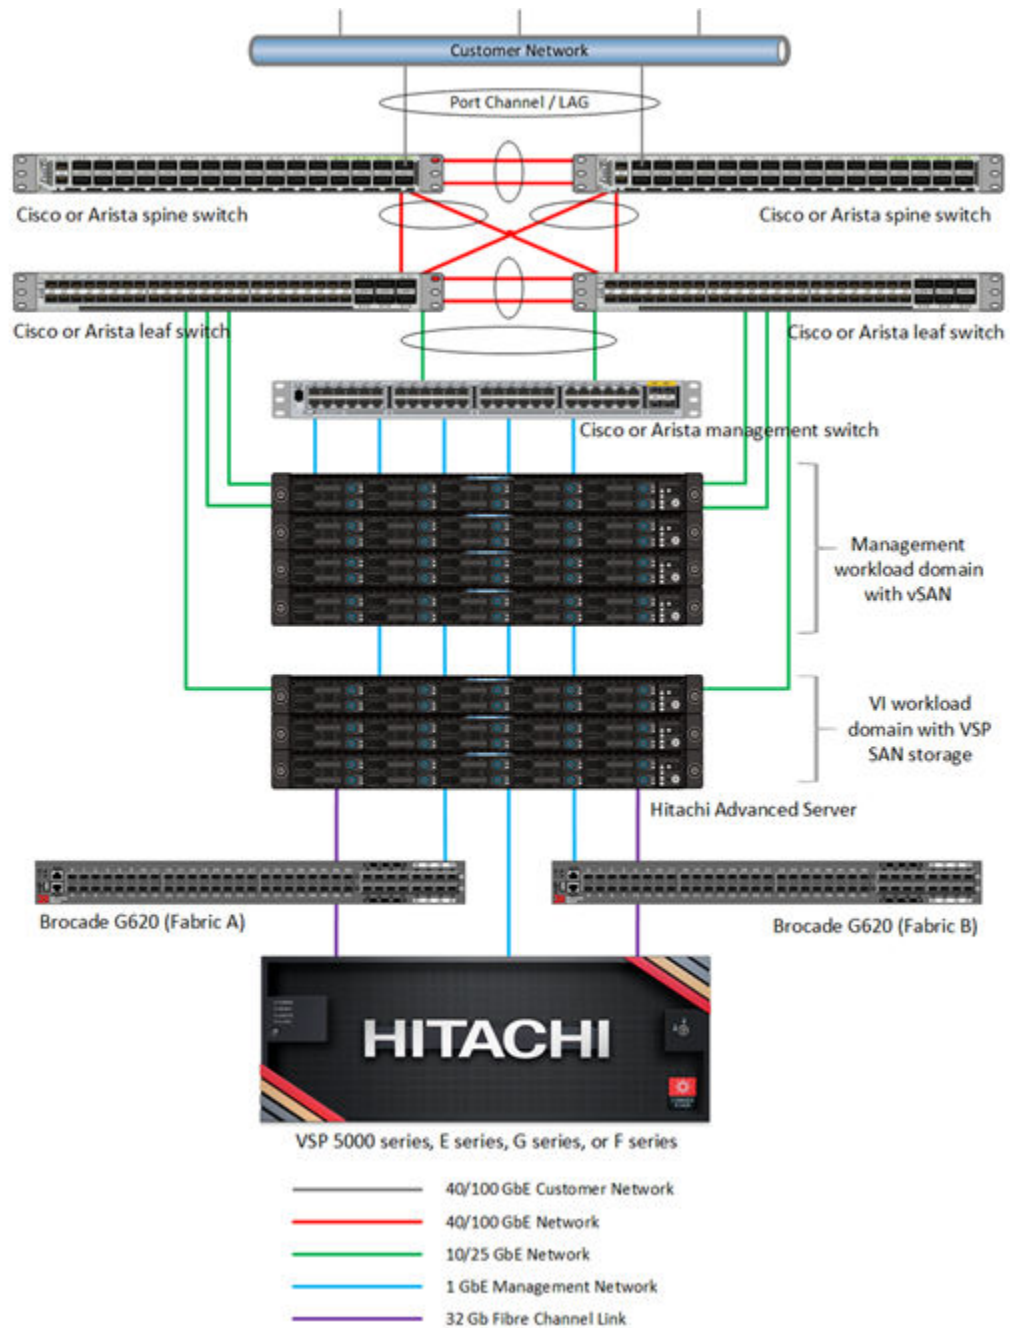 Customer Network
Port Channel / LAG
Cisco or Arista spine switch
Cisco or Arista spine switch
Cisco or Arista leaf switch
Cisco or Arista leaf switch
Cisco or Arista management switch
Management
workload domain
with vSAN
VI workload
domain with VSP
SAN storage
Hitachi Advanced Server
Brocade G620 (Fabric A)
Brocade G620 (Fabric B)
HITACHI
VSP 5000 series, E series, G series, or F series
40/100 GbE Customer Network
40/100 GbE Network
10/25 GbE Network
1 GbE Management Network
32 Gb Fibre Channel Link